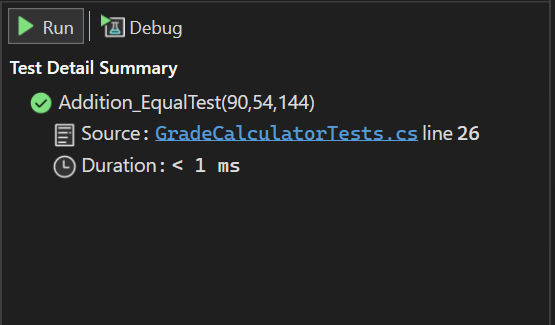 Run Debug
Test Detail Summary
Addition_EqualTest(90,54,144)
Source: GradeCalculatorTests.cs line 26
Duration: < 1 ms